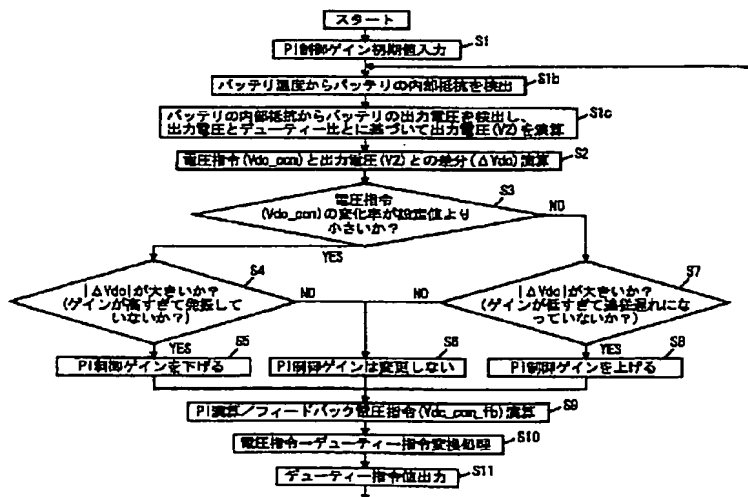 スタート
PI制御ゲイン初期値入力
S1
バッテリ温度からバッテリの内部抵抗を検出
S1b
バッテリの内部抵抗からバッテリの出力電圧を検出し、
出力電圧とデューティー比とに基づいて出力電圧(VZ)を演算
S1c
電圧指令(Vdc_com)と出力電圧(VZ)との差分(ΔVdc)演算
S2
電圧指令
(Vdc_com)の変化率が設定値より
小さいか?
S3
YES
NO
|ΔVdc|が大きいか?
(ゲインが高すぎて発振して
いないか?)
S4
NO
YES
|ΔVdc|が大きいか?
(ゲインが低すぎて追従遅れにな
っていないか?)
S7
NO
YES
PI制御ゲインを下げる
S5
PI制御ゲインは変更しない
S6
PI制御ゲインを上げる
S8
PI演算/フィードバック電圧指令(Vdc_com_fb)演算
S9
電圧指令→デューティー指令変換処理
S10
デューティー指令値出力
S11